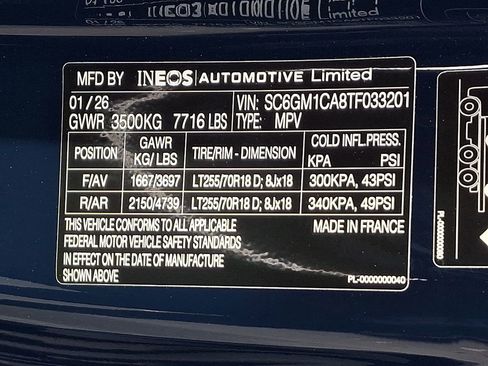 MFD BY INEOS | AUTOMOTIVE Limited
01/26 VIN: SC6GM1CA8TF033201
GVWR 3500KG 7716 LBS TYPE: MPV
POSITION GAWR KG/LBS TIRE/RIM - DIMENSION COLD INFL.PRESS. KPA PSI
F/AV 1667/3697 LT255/70R18 D; 8Jx18 300KPA, 43PSI
R/AR 2150/4739 LT255/70R18 D; 8Jx18 340KPA, 49PSI
THIS VEHICLE CONFORMS TO ALL APPLICABLE MADE IN FRANCE
FEDERAL MOTOR VEHICLE SAFETY STANDARDS
IN EFFECT ON THE DATE OF MANUFACTURE
SHOWN ABOVE PL-0000000040